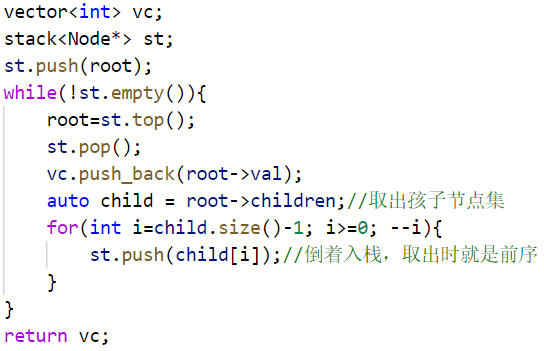 vector<int> vc;
stack<Node*> st;
st.push(root);
while(!st.empty()){
    root=st.top();
    st.pop();
    vc.push_back(root->val);
    auto child = root->children;//取出孩子节点集
    for(int i=child.size()-1; i>=0; --i){
        st.push(child[i]);//倒着入栈，取出时就是前序
    }
}
return vc;